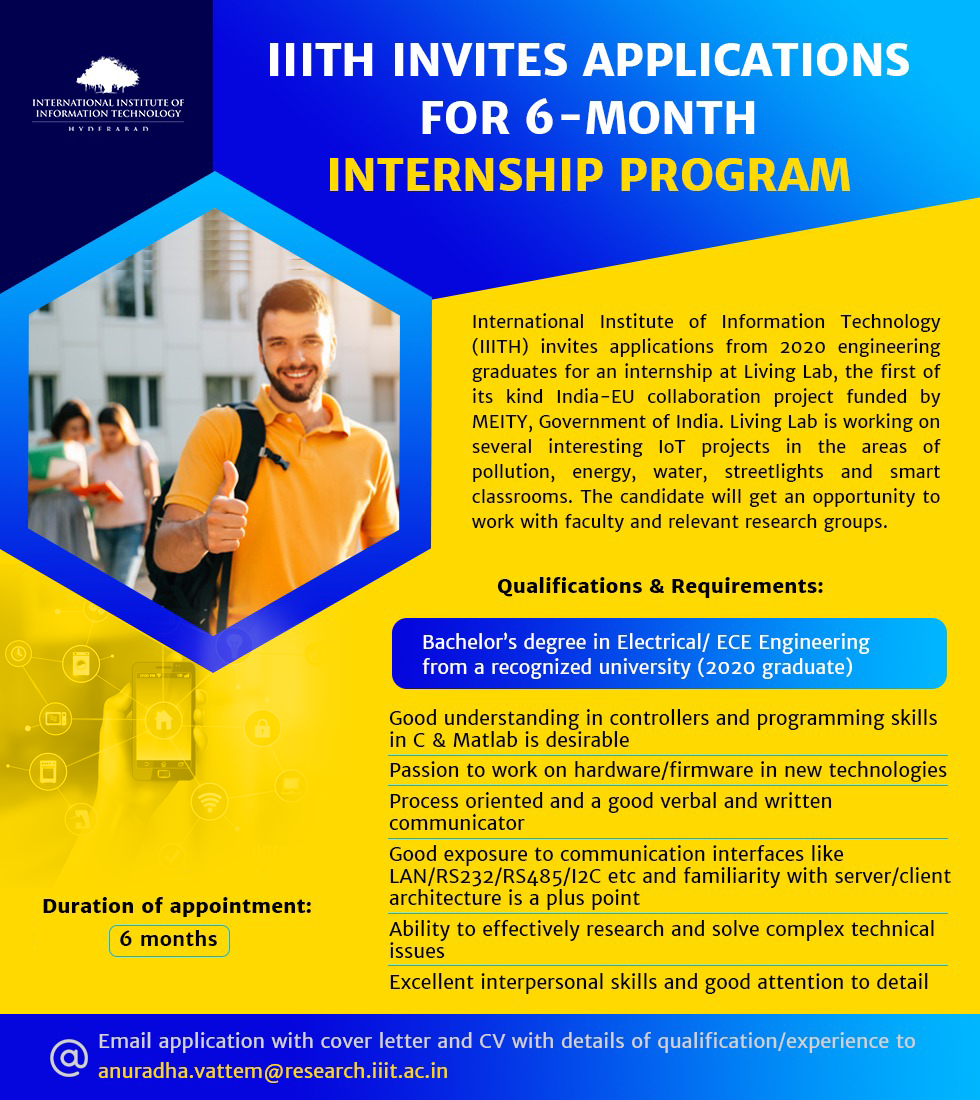 INTERNATIONAL INSTITUTE OF
INFORMATION TECHNOLOGY
HYDERABAD
IIITH INVITES APPLICATIONS
FOR 6-MONTH
INTERNSHIP PROGRAM
International Institute of Information Technology
(IIITH) invites applications from 2020 engineering
graduates for an internship at Living Lab, the first of
its kind India-EU collaboration project funded by
MEITY, Government of India. Living Lab is working on
several interesting IoT projects in the areas of
pollution, energy, water, streetlights and smart
classrooms. The candidate will get an opportunity to
work with faculty and relevant research groups.
Qualifications & Requirements:
Bachelor's degree in Electrical/ ECE Engineering
from a recognized university (2020 graduate)
Good understanding in controllers and programming skills
in C & Matlab is desirable
Passion to work on hardware/firmware in new technologies
Process oriented and a good verbal and written
communicator
Good exposure to communication interfaces like
LAN/RS232/RS485/I2C etc and familiarity with server/client
architecture is a plus point
Ability to effectively research and solve complex technical
issues
Excellent interpersonal skills and good attention to detail
Duration of appointment:
6 months
@ Email application with cover letter and CV with details of qualification/experience to
anuradha.vattem@research.iiit.ac.in